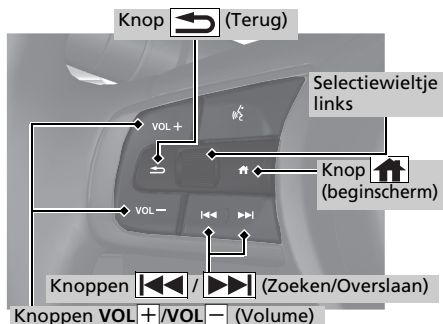 Knop (Terug)
Selectiewieltje
links
VOL +
Knop
(beginscherm)
VOL −
Knoppen / (Zoeken/Overslaan)
Knoppen VOL + /VOL − (Volume)